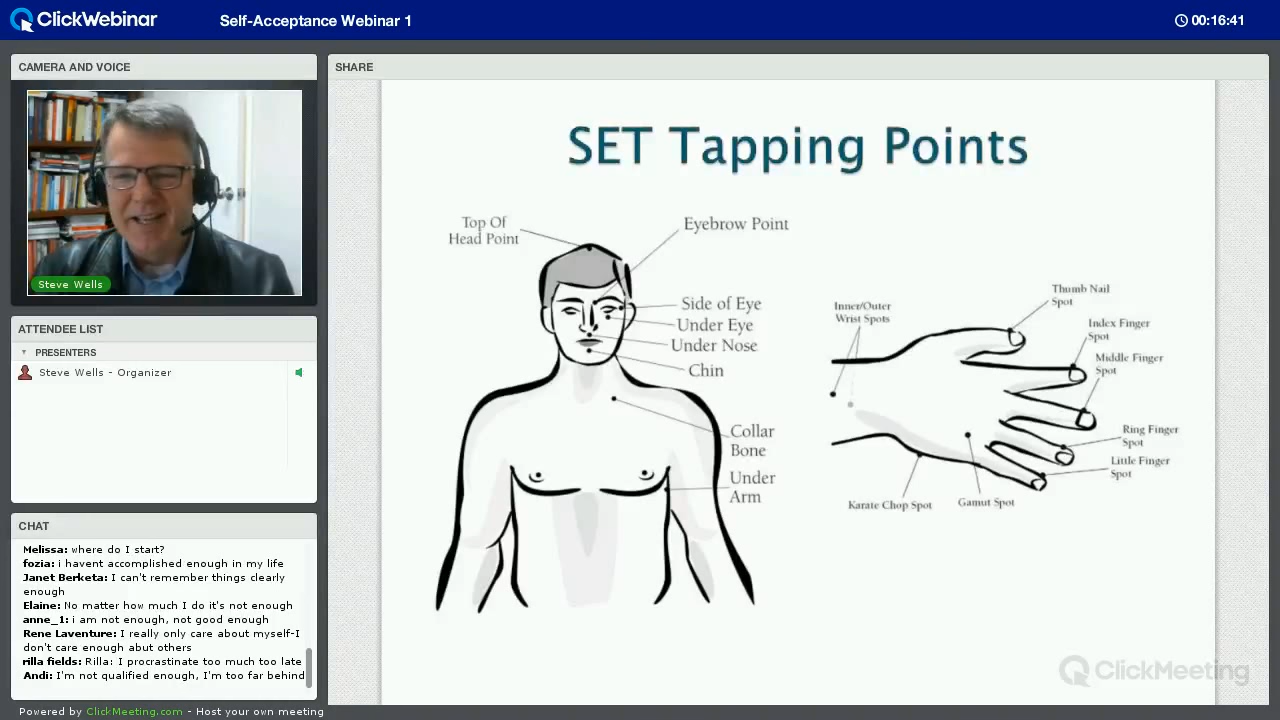 ClickWebinar
Self-Acceptance Webinar 1
00:16:41
CAMERA AND VOICE
Steve Wells
ATTENDEE LIST
PRESENTERS
Steve Wells - Organizer
CHAT
Melissa: where do I start?
fozia: i havent accomplished enough in my life
Janet Berketa: I can't remember things clearly
enough
Elaine: No matter how much I do it's not enough
anne_1: I am not enough, not good enough
Rene Laventure: I really only care about myself-I
don't care enough abut others
rilla fields: Rilla: I procrastinate too much too late
Andi: I'm not qualified enough, I'm too far behind
Powered by ClickMeeting.com - Host your own meeting
SHARE
SET Tapping Points
Top Of
Head Point
Eyebrow Point
Side of Eye
Under Eye
Under Nose
Chin
Collar
Bone
Under
Arm
Inner/Outer
Wrist Spots
Thumb Nail
Spot
Index Finger
Spot
Middle Finger
Spot
Ring Finger
Spot
Little Finger
Spot
Karate Chop Spot
Gamut Spot
ClickMeeting